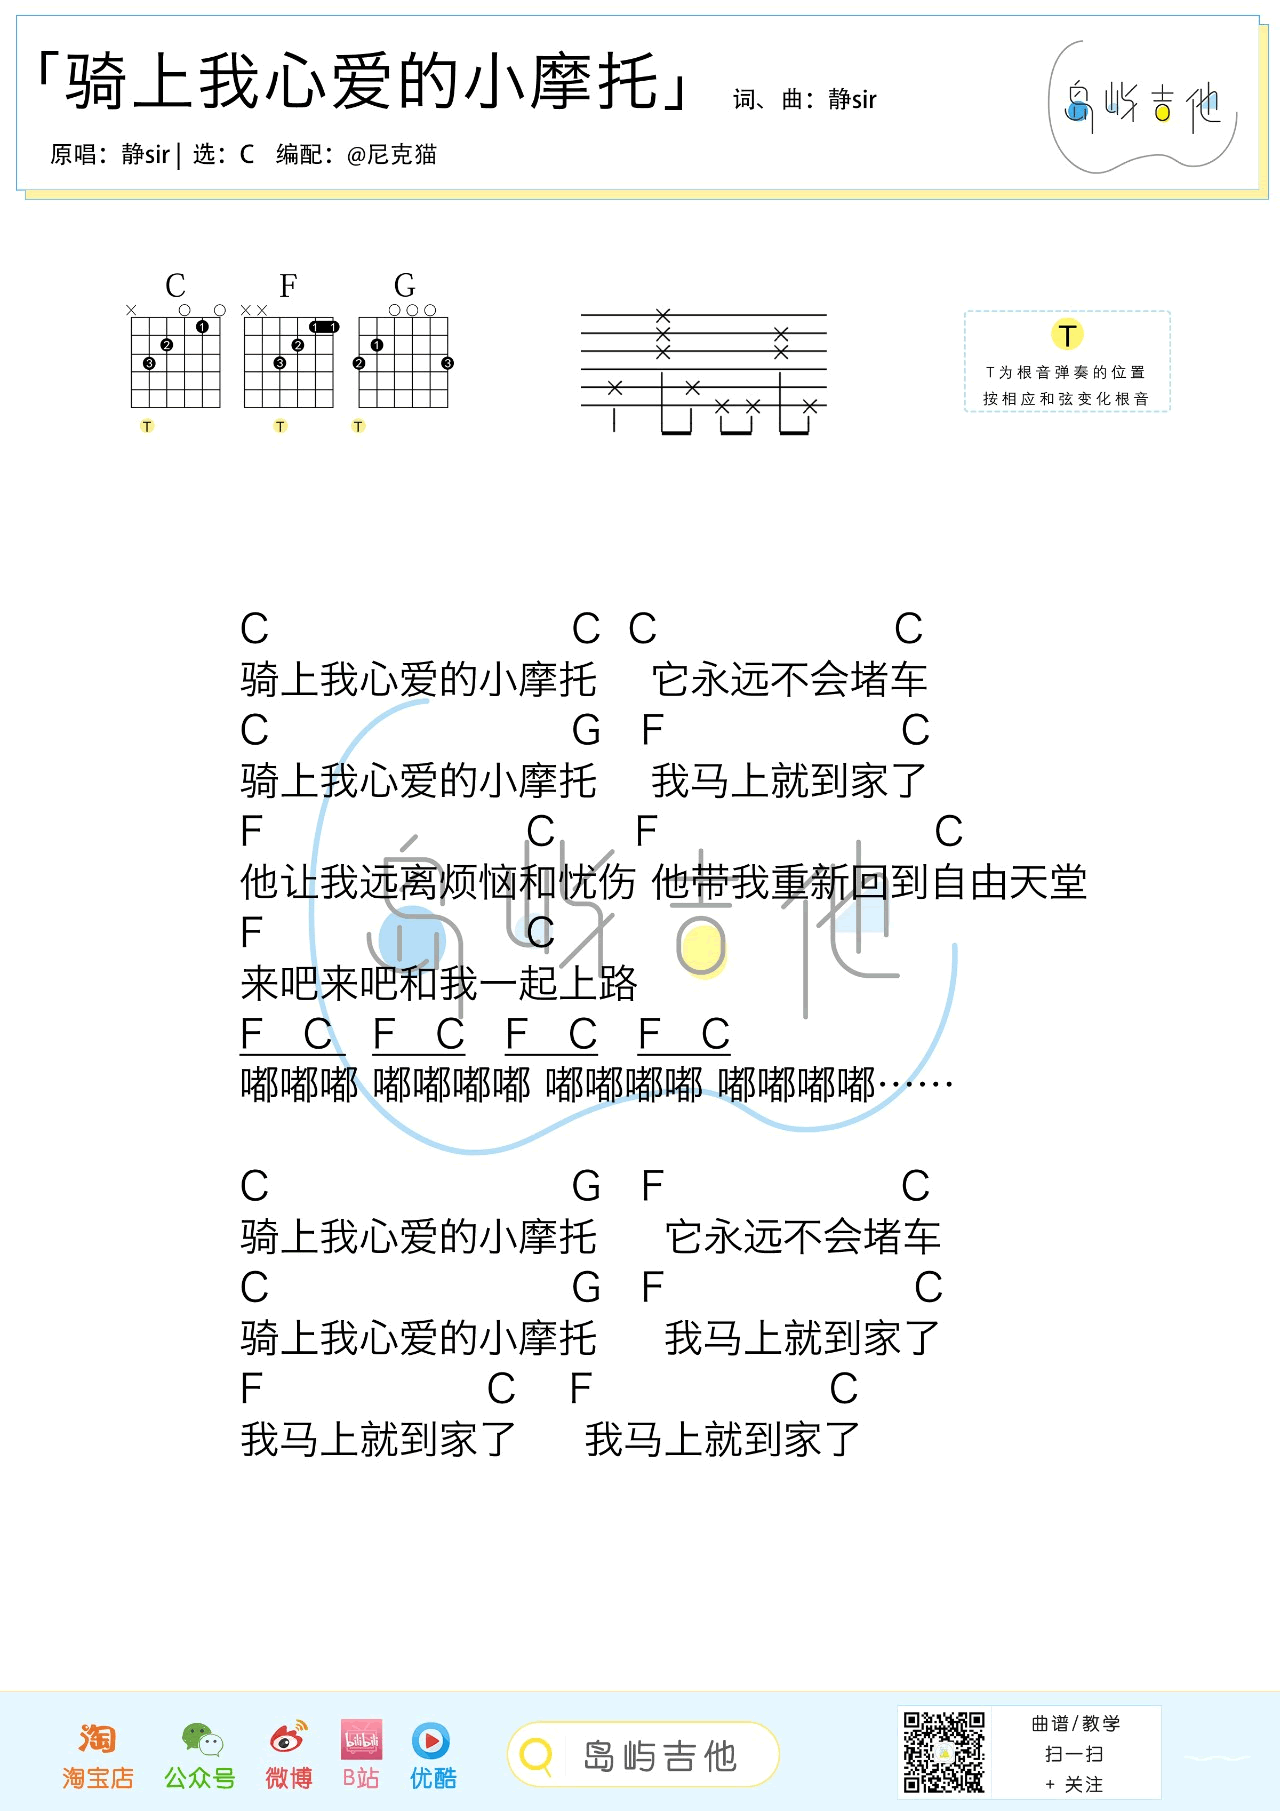 「骑上我心爱的小摩托」 词、曲：静sir
原唱：静sir | 选：C 编配：@尼克猫
岛屿吉他
C F G
T T T
T
T为根音弹奏的位置
按相应和弦变化根音
C C C C
骑上我心爱的小摩托 它永远不会堵车
C G F C
骑上我心爱的小摩托 我马上就到家了
F C F C
他让我远离烦恼和忧伤 他带我重新回到自由天堂
F C
来吧来吧和我一起上路
F C F C F C F C
嘟嘟嘟 嘟嘟嘟嘟 嘟嘟嘟嘟 嘟嘟嘟嘟……
岛屿吉他
C G F C
骑上我心爱的小摩托 它永远不会堵车
C G F C
骑上我心爱的小摩托 我马上就到家了
F C F C
我马上就到家了 我马上就到家了
淘 bilibili
淘宝店 公众号 微博 B站 优酷
岛屿吉他
曲谱/教学
扫一扫
+ 关注